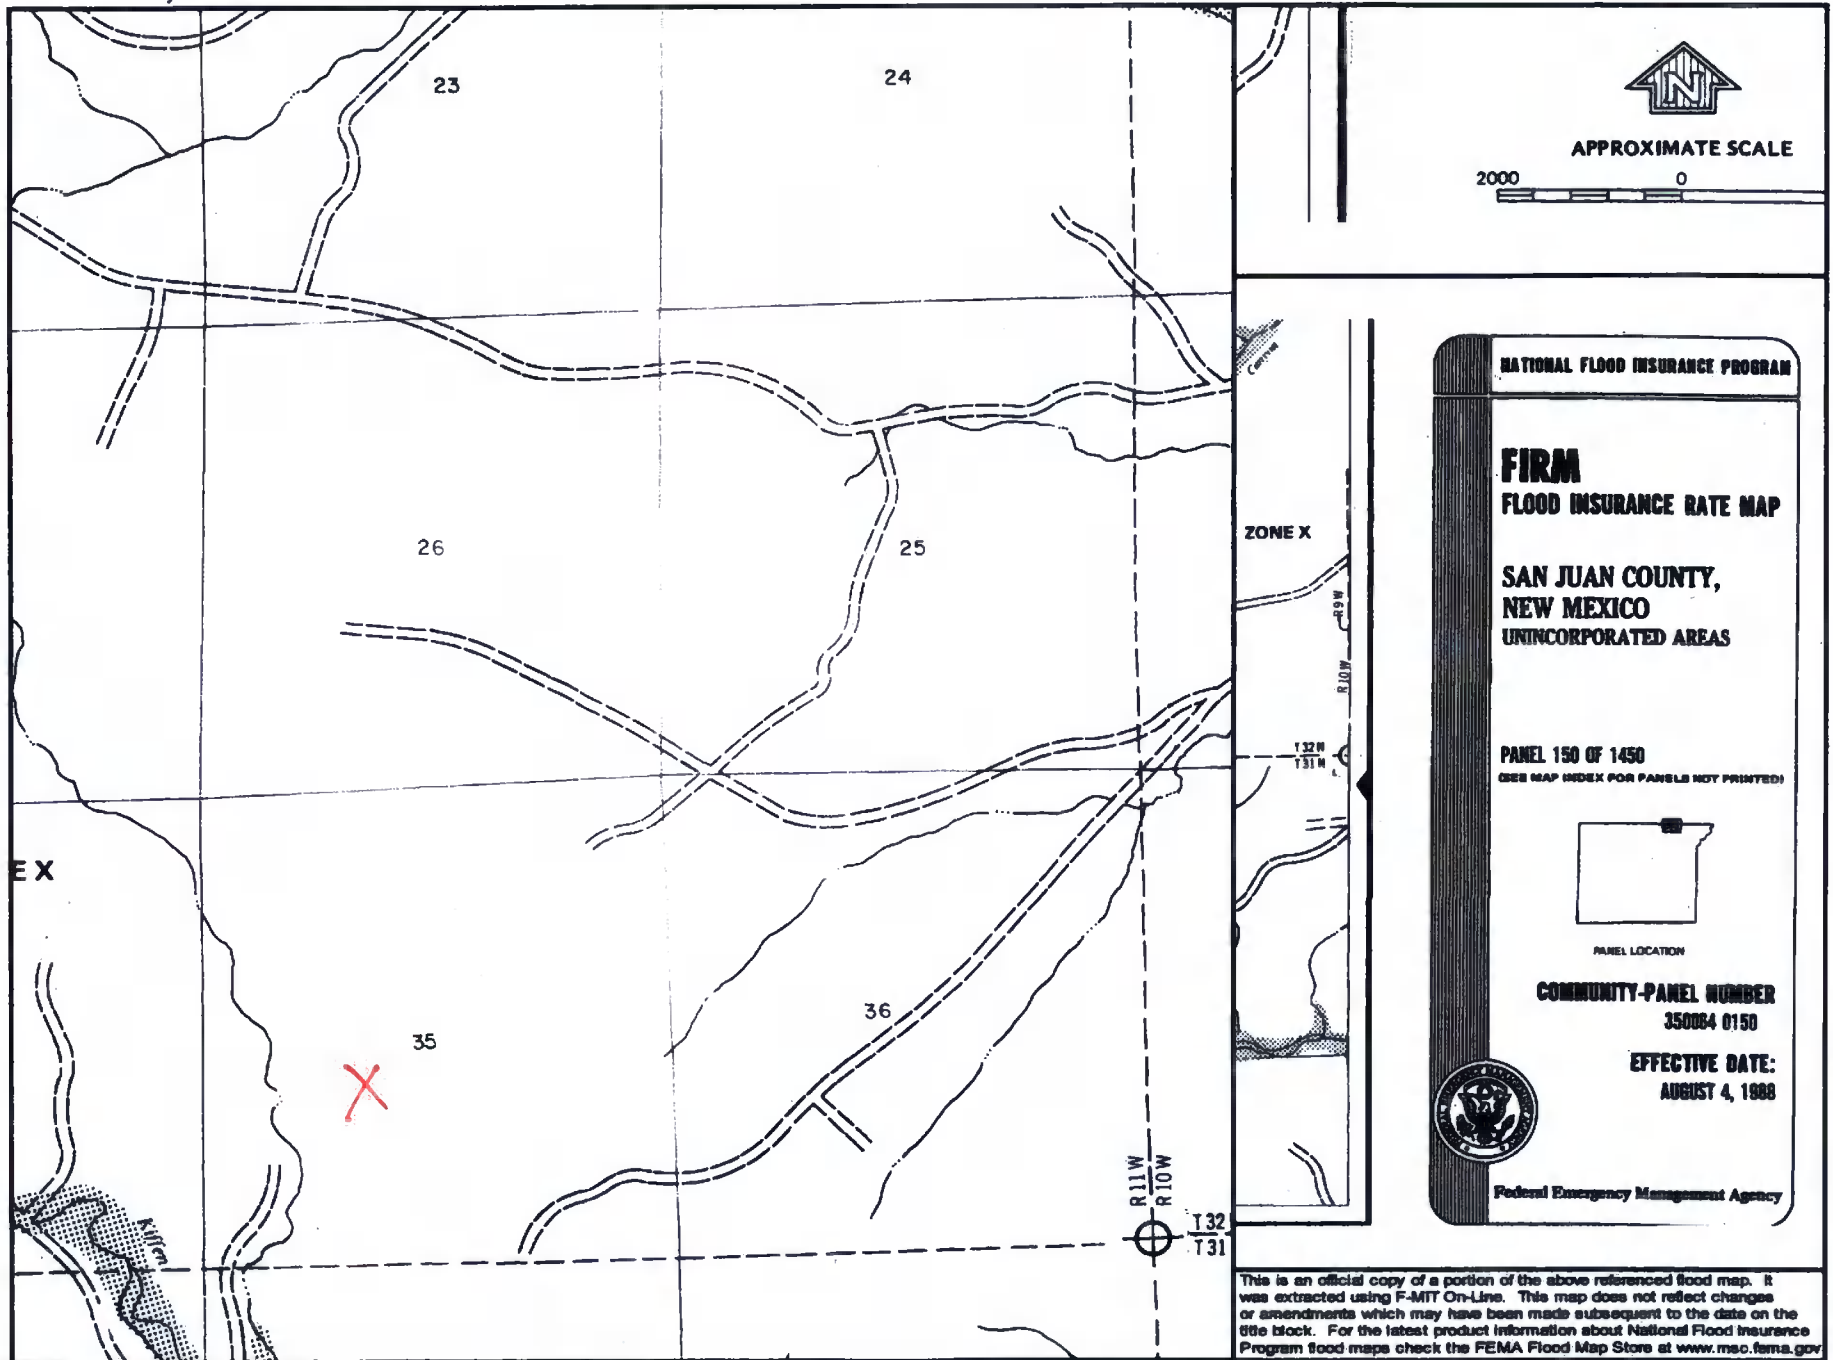 23
24
26
25
E X
35
36
Kiffen
R11W
R10W
T 32
T 31
N
APPROXIMATE SCALE
2000 0
ZONE X
R9W
R10W
T32N
T31N
NATIONAL FLOOD INSURANCE PROGRAM
FIRM
FLOOD INSURANCE RATE MAP
SAN JUAN COUNTY,
NEW MEXICO
UNINCORPORATED AREAS
PANEL 150 OF 1450
(SEE MAP INDEX FOR PANELS NOT PRINTED)
PANEL LOCATION
COMMUNITY-PANEL NUMBER
350064 0150
EFFECTIVE DATE:
AUGUST 4, 1988
Federal Emergency Management Agency
This is an official copy of a portion of the above referenced flood map. It
was extracted using F-MIT On-Line. This map does not reflect changes
or amendments which may have been made subsequent to the date on the
title block. For the latest product information about National Flood Insurance
Program flood maps check the FEMA Flood Map Store at www.msc.fema.gov